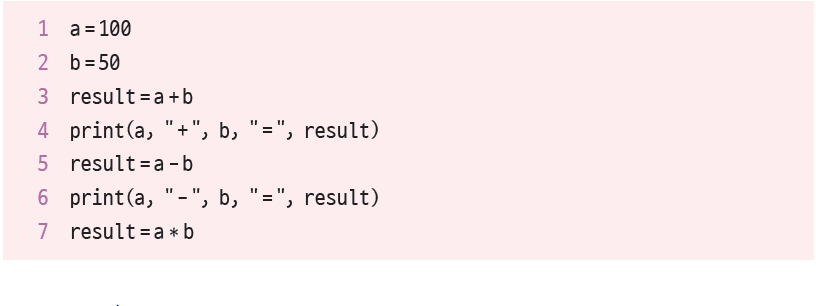 1 a=100
2 b=50
3 result=a+b
4 print(a, "+", b, "=", result)
5 result=a-b
6 print(a, "-", b, "=", result)
7 result=a*b